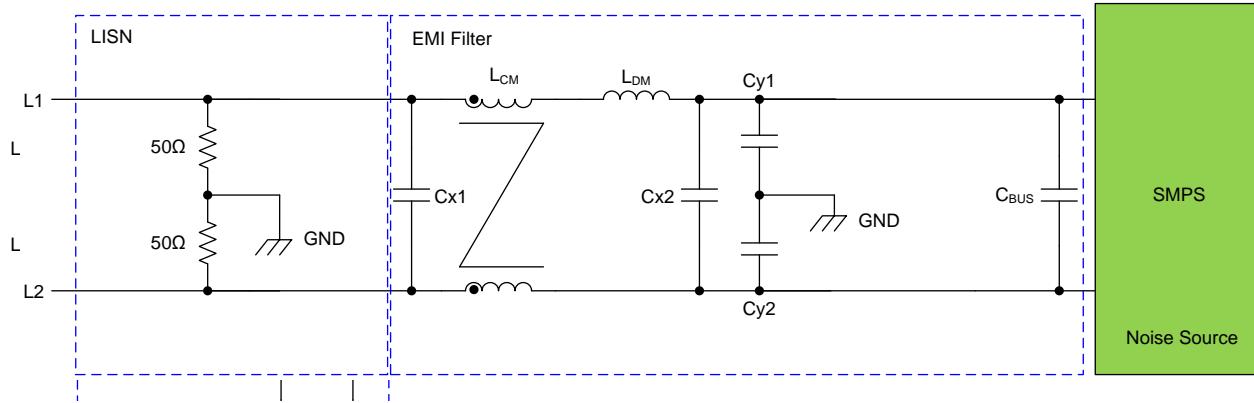 LISN
EMI Filter
L1
LCM
LDM
Cy1
50Ω
L
Cx1
Cx2
CBUS
SMPS
GND
GND
50Ω
L
L2
Cy2
Noise Source